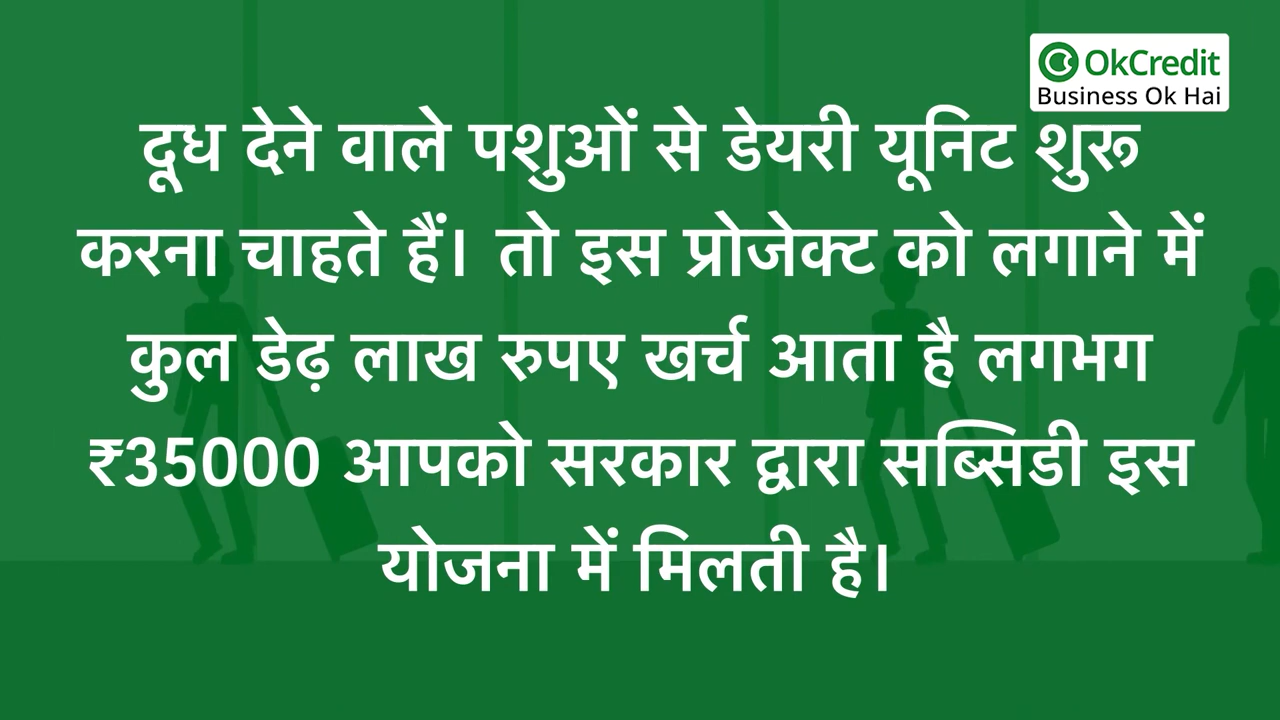 OkCredit
Business Ok Hai
दूध देने वाले पशुओं से डेयरी यूनिट शुरू
करना चाहते हैं। तो इस प्रोजेक्ट को लगाने में
कुल डेढ़ लाख रुपए खर्च आता है लगभग
₹35000 आपको सरकार द्वारा सब्सिडी इस
योजना में मिलती है।